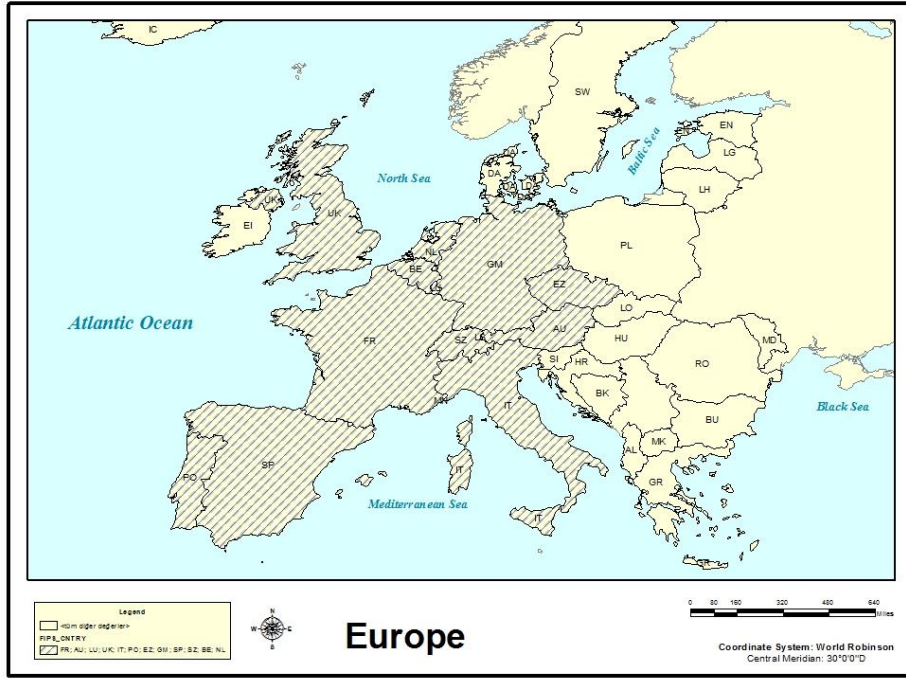 IC
SW
EN
EN
LG
LH
Baltic Sea
North Sea
DA
DA
DA
LD
UK
UK
EI
NL
BE
GM
PL
EZ
LO
Atlantic Ocean
FR
SZ
AU
HU
MD
SI
HR
RO
BK
IT
BU
Black Sea
MK
AL
PO
SP
IT
GR
Mediterranean Sea
IT
Legend
<tüm diğer değerler>
FIPS_CNTRY
FR; AU; LU; UK; IT; PO; EZ; GM; SP; SZ; BE; NL
N
W
E
S
Europe
0 80 160 320 480 640
Miles
Coordinate System: World Robinson
Central Meridian: 30°0'0"D